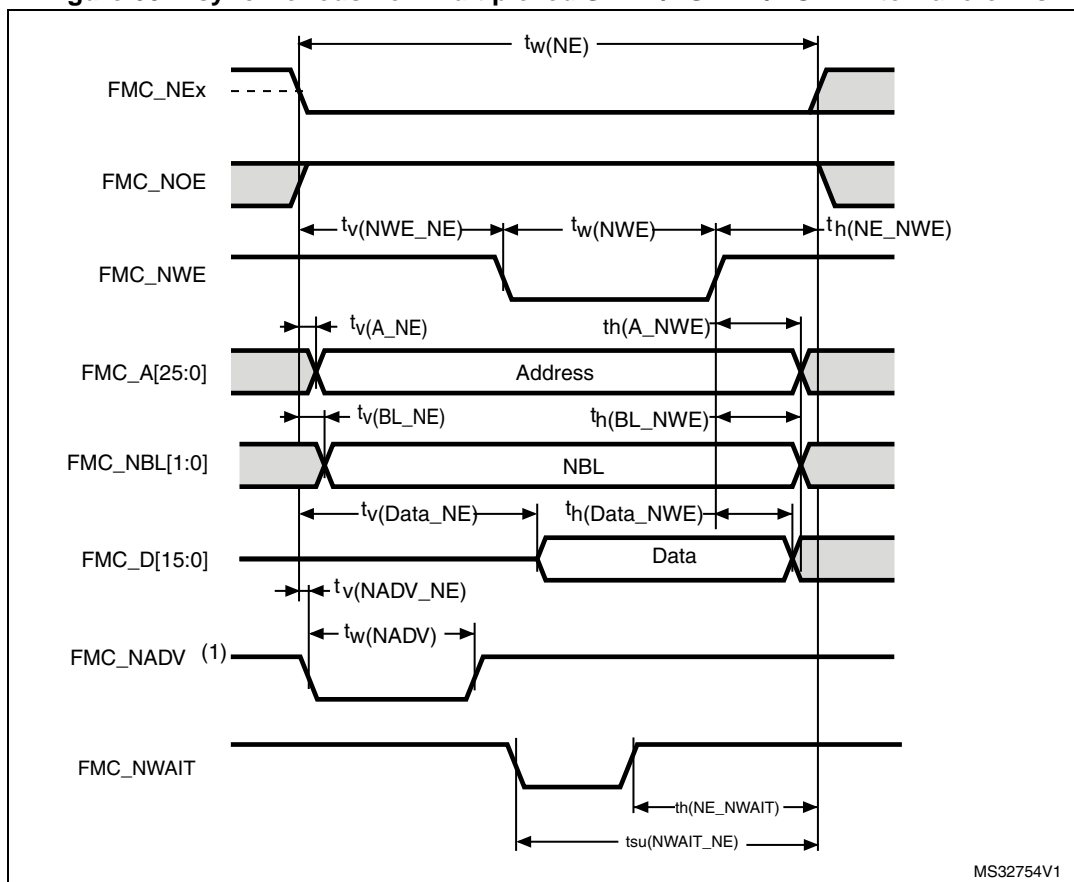 tw(NE)
FMC_NEx
FMC_NOE
tv(NWE_NE)
tw(NWE)
th(NE_NWE)
FMC_NWE
tv(A_NE)
th(A_NWE)
FMC_A[25:0]
Address
tv(BL_NE)
th(BL_NWE)
FMC_NBL[1:0]
NBL
tv(Data_NE)
th(Data_NWE)
FMC_D[15:0]
Data
tv(NADV_NE)
tw(NADV)
FMC_NADV (1)
FMC_NWAIT
th(NE_NWAIT)
tsu(NWAIT_NE)
MS32754V1